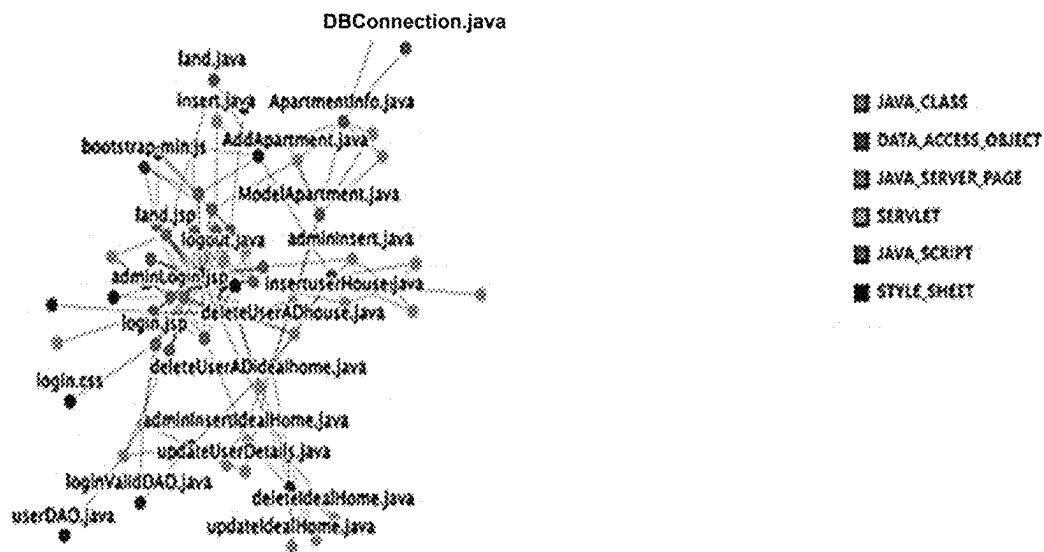 DBConnection.java
land.java
insert.java
ApartmentInfo.java
AddApartment.java
bootstrap-min.js
ModelApartment.java
land.jsp
logout.java
adminInsert.java
adminLogin.jsp
insertuserHouse.java
deleteUserADhouse.java
login.jsp
deleteUserADidealhome.java
login.css
adminInsertIdealHome.java
updateUserDetails.java
loginValidDAO.java
deleteIdealHome.java
userDAO.java
updateIdealHome.java
JAVA_CLASS
DATA_ACCESS_OBJECT
JAVA_SERVER_PAGE
SERVLET
JAVA_SCRIPT
STYLE_SHEET